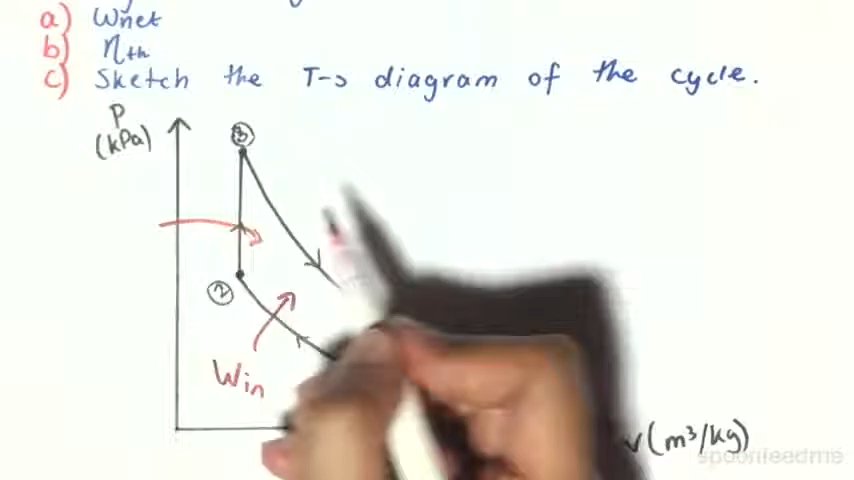 a) Wnet
b) ηth
c) Sketch the T-s diagram of the cycle.
P
(kPa)
3
2
Win
v(m³/kg)
spoonfeedme